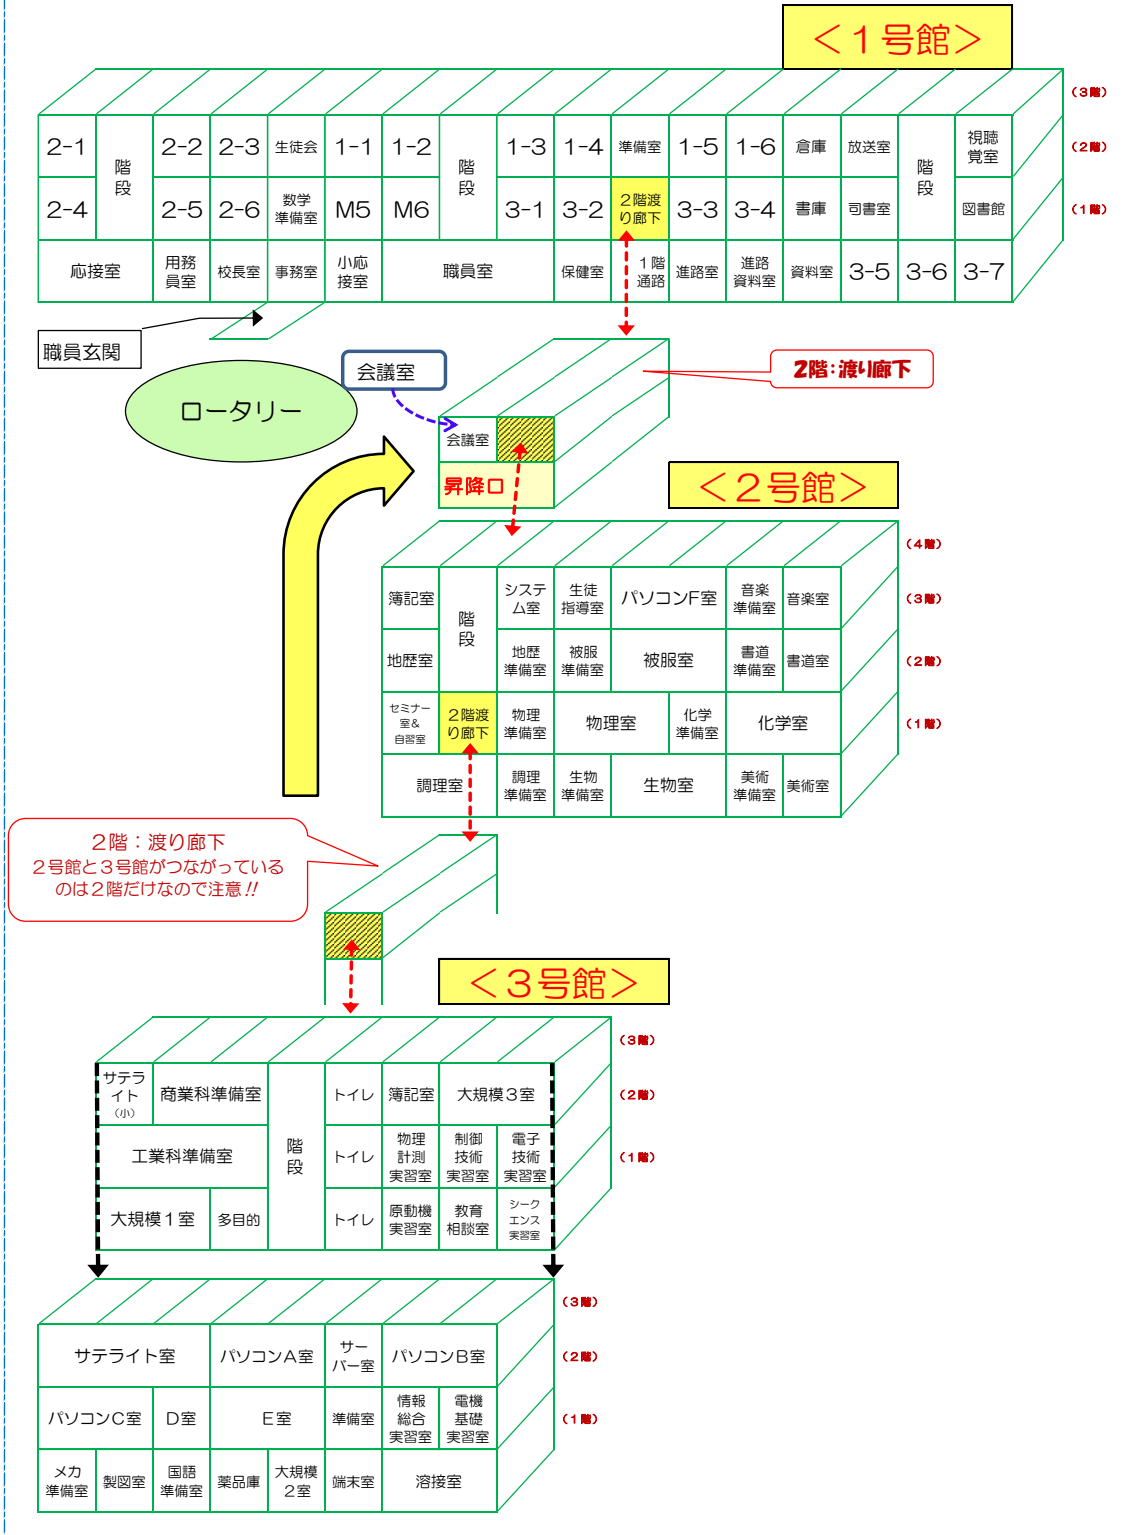 ＜１号館＞
（３階）
2-1
階段
2-2
2-3
生徒会
1-1
1-2
階段
1-3
1-4
準備室
1-5
1-6
倉庫
放送室
階段
視聴
覚室
（２階）
2-4
2-5
2-6
数学
準備室
M5
M6
3-1
3-2
２階渡
り廊下
3-3
3-4
書庫
司書室
図書館
（１階）
応接室
用務
員室
校長室
事務室
小応
接室
職員室
保健室
１階
通路
進路室
進路
資料室
資料室
3-5
3-6
3-7
職員玄関
会議室
2階：渡り廊下
ロータリー
会議室
昇降口
＜２号館＞
（４階）
簿記室
階段
システ
ム室
生徒
指導室
パソコンF室
音楽
準備室
音楽室
（３階）
地歴室
地歴
準備室
被服
準備室
被服室
書道
準備室
書道室
（２階）
セミナー
室＆
自習室
２階渡
り廊下
物理
準備室
物理室
化学
準備室
化学室
（１階）
調理室
調理
準備室
生物
準備室
生物室
美術
準備室
美術室
２階：渡り廊下
２号館と３号館がつながっている
のは２階だけなので注意！！
＜３号館＞
（３階）
サテラ
イト
（小）
商業科準備室
階段
トイレ
簿記室
大規模３室
（２階）
工業科準備室
トイレ
物理
計測
実習室
制御
技術
実習室
電子
技術
実習室
（１階）
大規模１室
多目的
トイレ
原動機
実習室
教育
相談室
シーク
エンス
実習室
（３階）
サテライト室
パソコンA室
サー
バー室
パソコンB室
（２階）
パソコンC室
D室
E室
準備室
情報
総合
実習室
電機
基礎
実習室
（１階）
メカ
準備室
製図室
国語
準備室
薬品庫
大規模
２室
端末室
溶接室